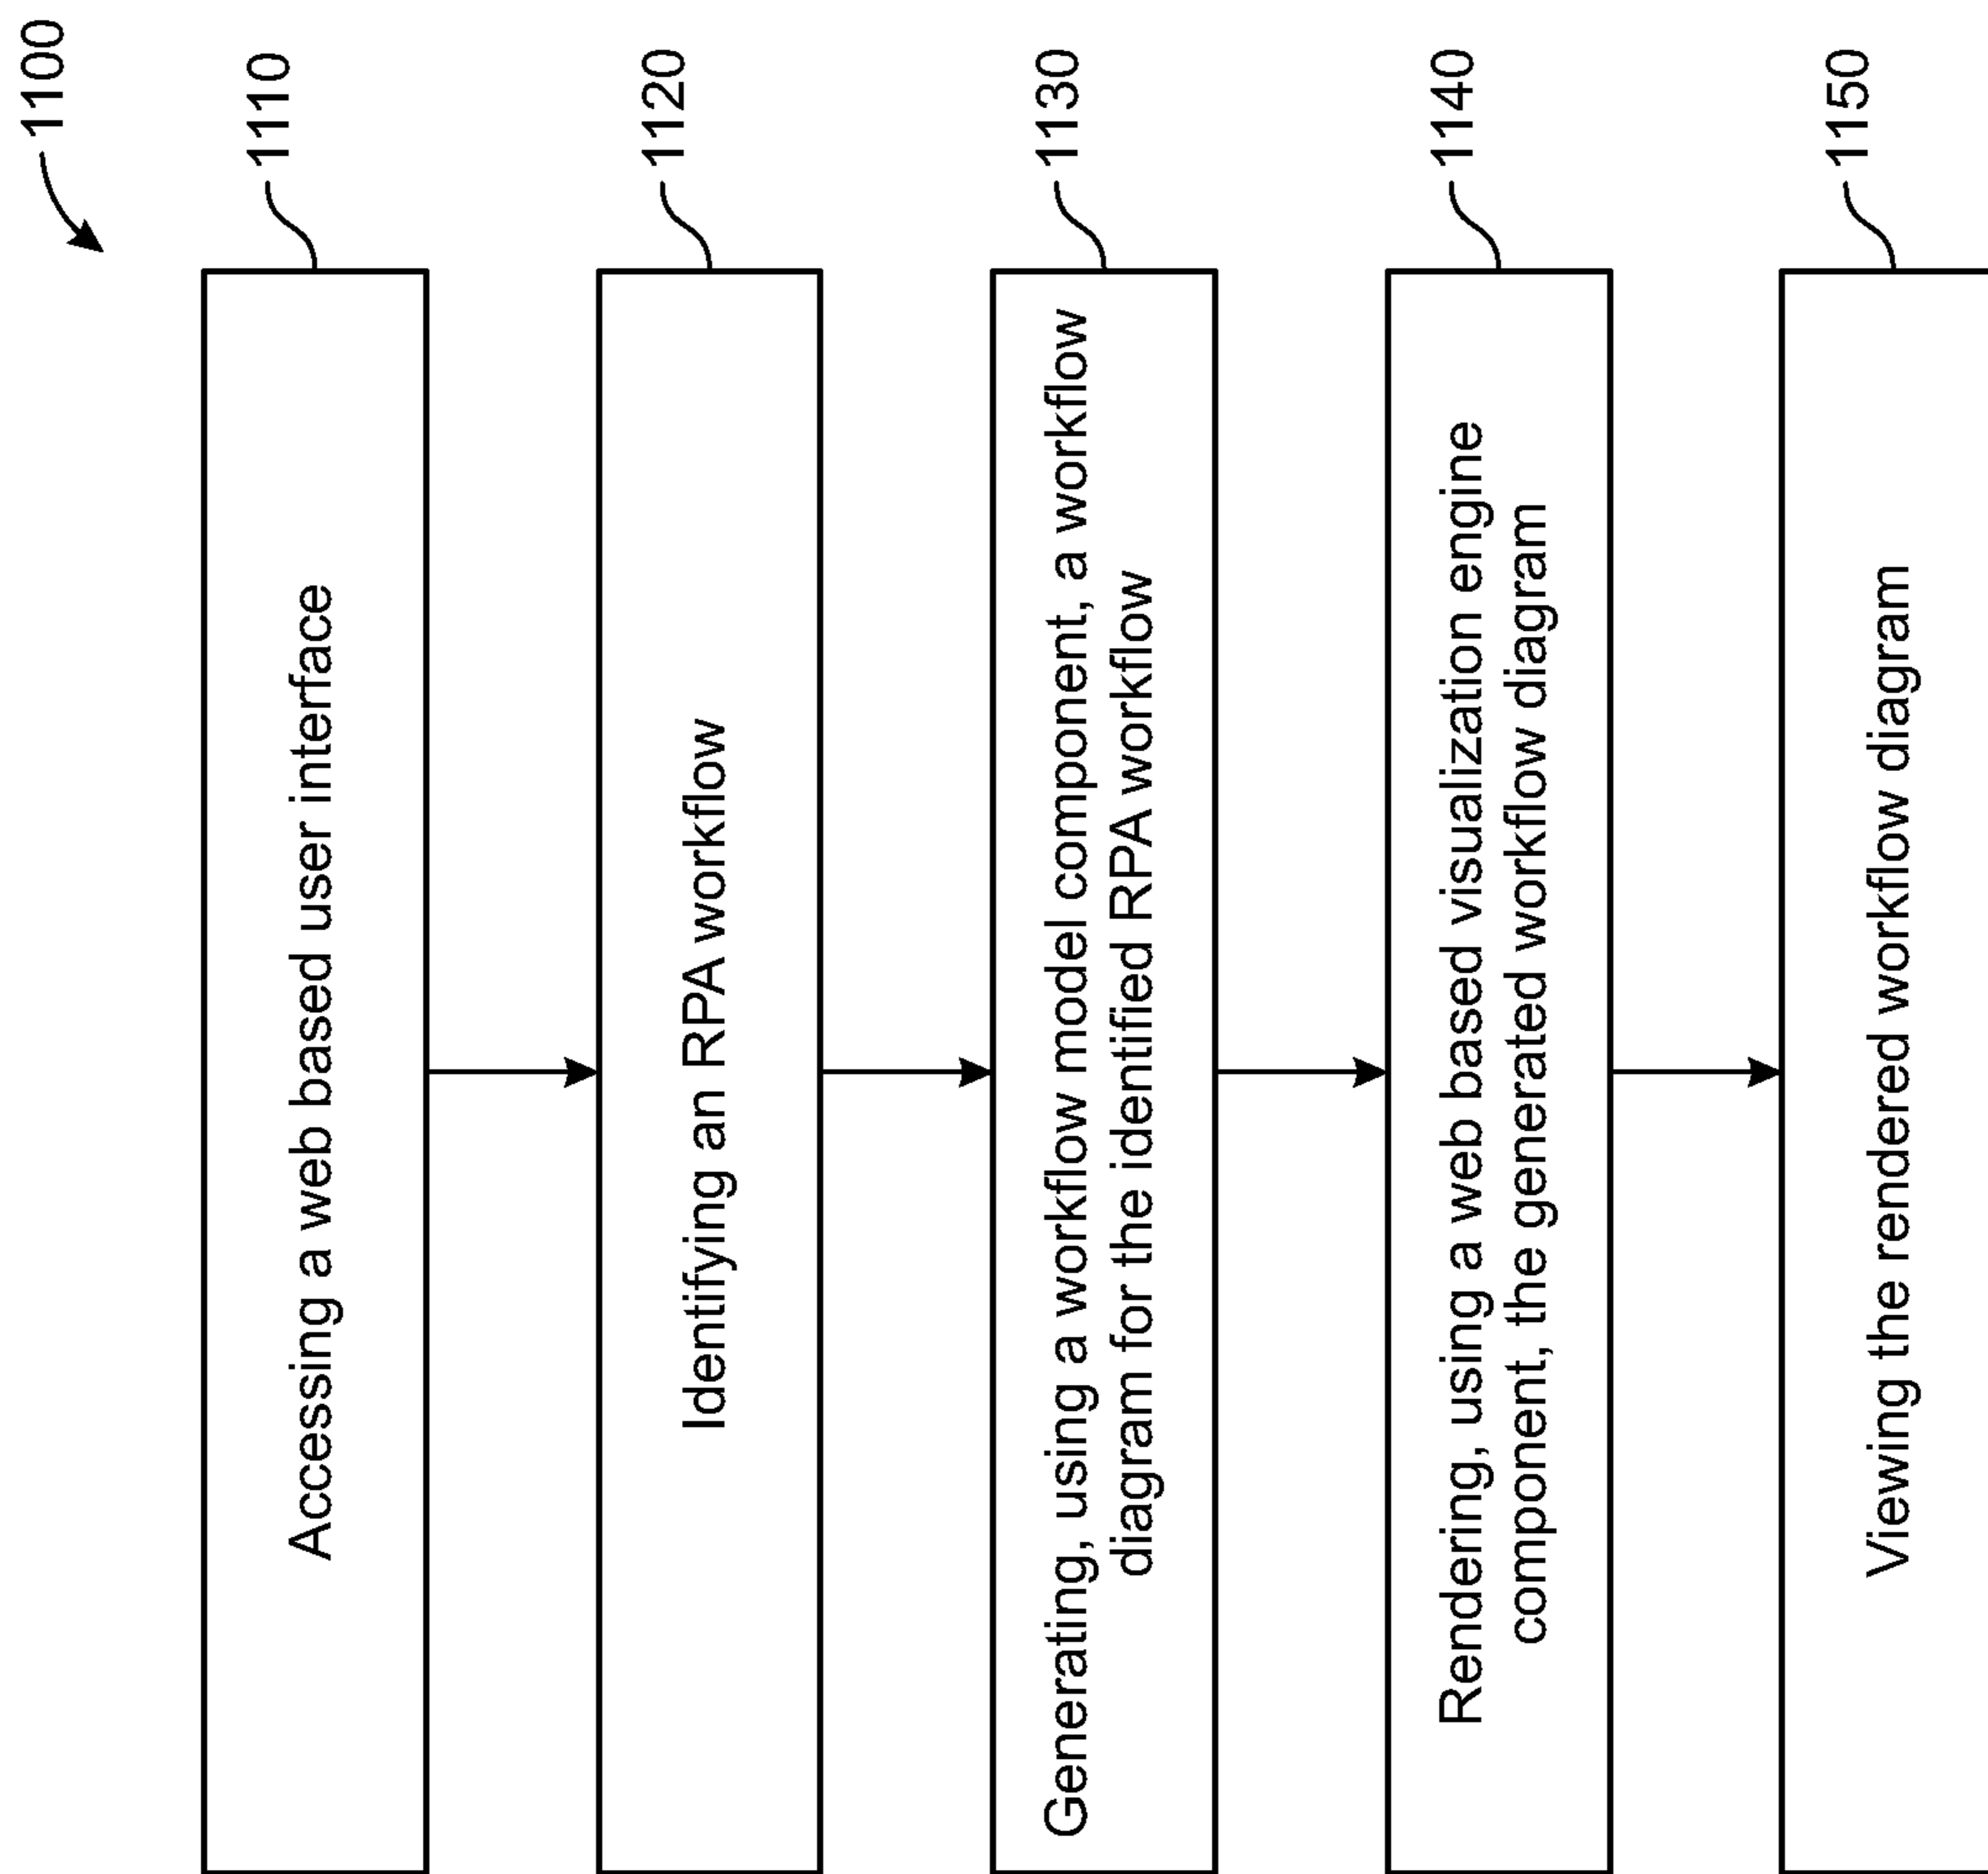 1100
1110
Accessing a web based user interface
1120
Identifying an RPA workflow
1130
Generating, using a workflow model component, a workflow
diagram for the identified RPA workflow
1140
Rendering, using a web based visualization engine
component, the generated workflow diagram
1150
Viewing the rendered workflow diagram